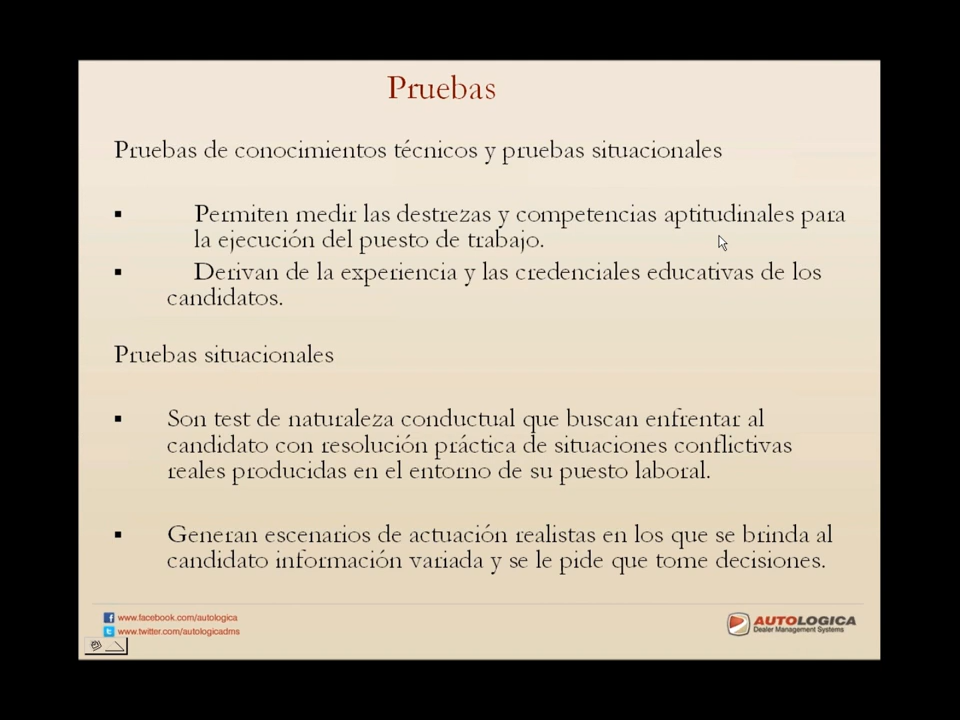 Pruebas
Pruebas de conocimientos técnicos y pruebas situacionales
▪ Permiten medir las destrezas y competencias aptitudinales para
la ejecución del puesto de trabajo.
▪ Derivan de la experiencia y las credenciales educativas de los
candidatos.
Pruebas situacionales
▪ Son test de naturaleza conductual que buscan enfrentar al
candidato con resolución práctica de situaciones conflictivas
reales producidas en el entorno de su puesto laboral.
▪ Generan escenarios de actuación realistas en los que se brinda al
candidato información variada y se le pide que tome decisiones.
www.facebook.com/autologica
www.twitter.com/autologicadms
AUTOLOGICA
Dealer Management Systems